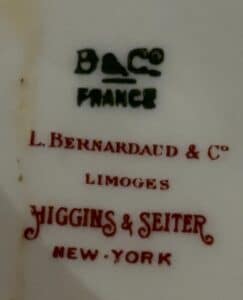 B&Cº
FRANCE
L. BERNARDAUD & Cº
LIMOGES
HIGGINS & SEITER
NEW-YORK